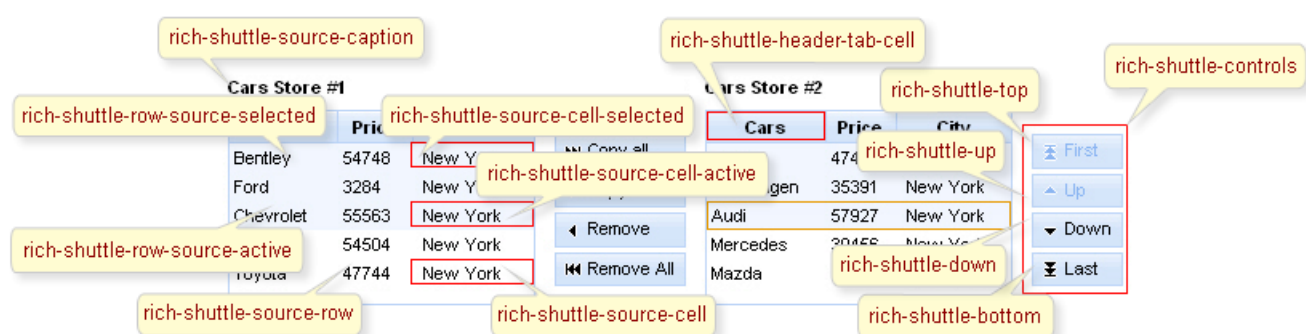 rich-shuttle-source-caption
rich-shuttle-header-tab-cell
rich-shuttle-controls
Cars Store #1
Cars Store #2
rich-shuttle-top
rich-shuttle-row-source-selected
rich-shuttle-source-cell-selected
Cars Price City
First
Bentley 54748 New Y
Copy all
rich-shuttle-up
rich-shuttle-source-cell-active
Ford 3284 New Y
35391 New York
Up
Chevrolet 55563 New York
Remove
Audi 57927 New York
Down
rich-shuttle-row-source-active
54504 New York
Mercedes
rich-shuttle-down
Toyota 47744 New York
Remove All
Mazda
Last
rich-shuttle-source-row
rich-shuttle-source-cell
rich-shuttle-bottom